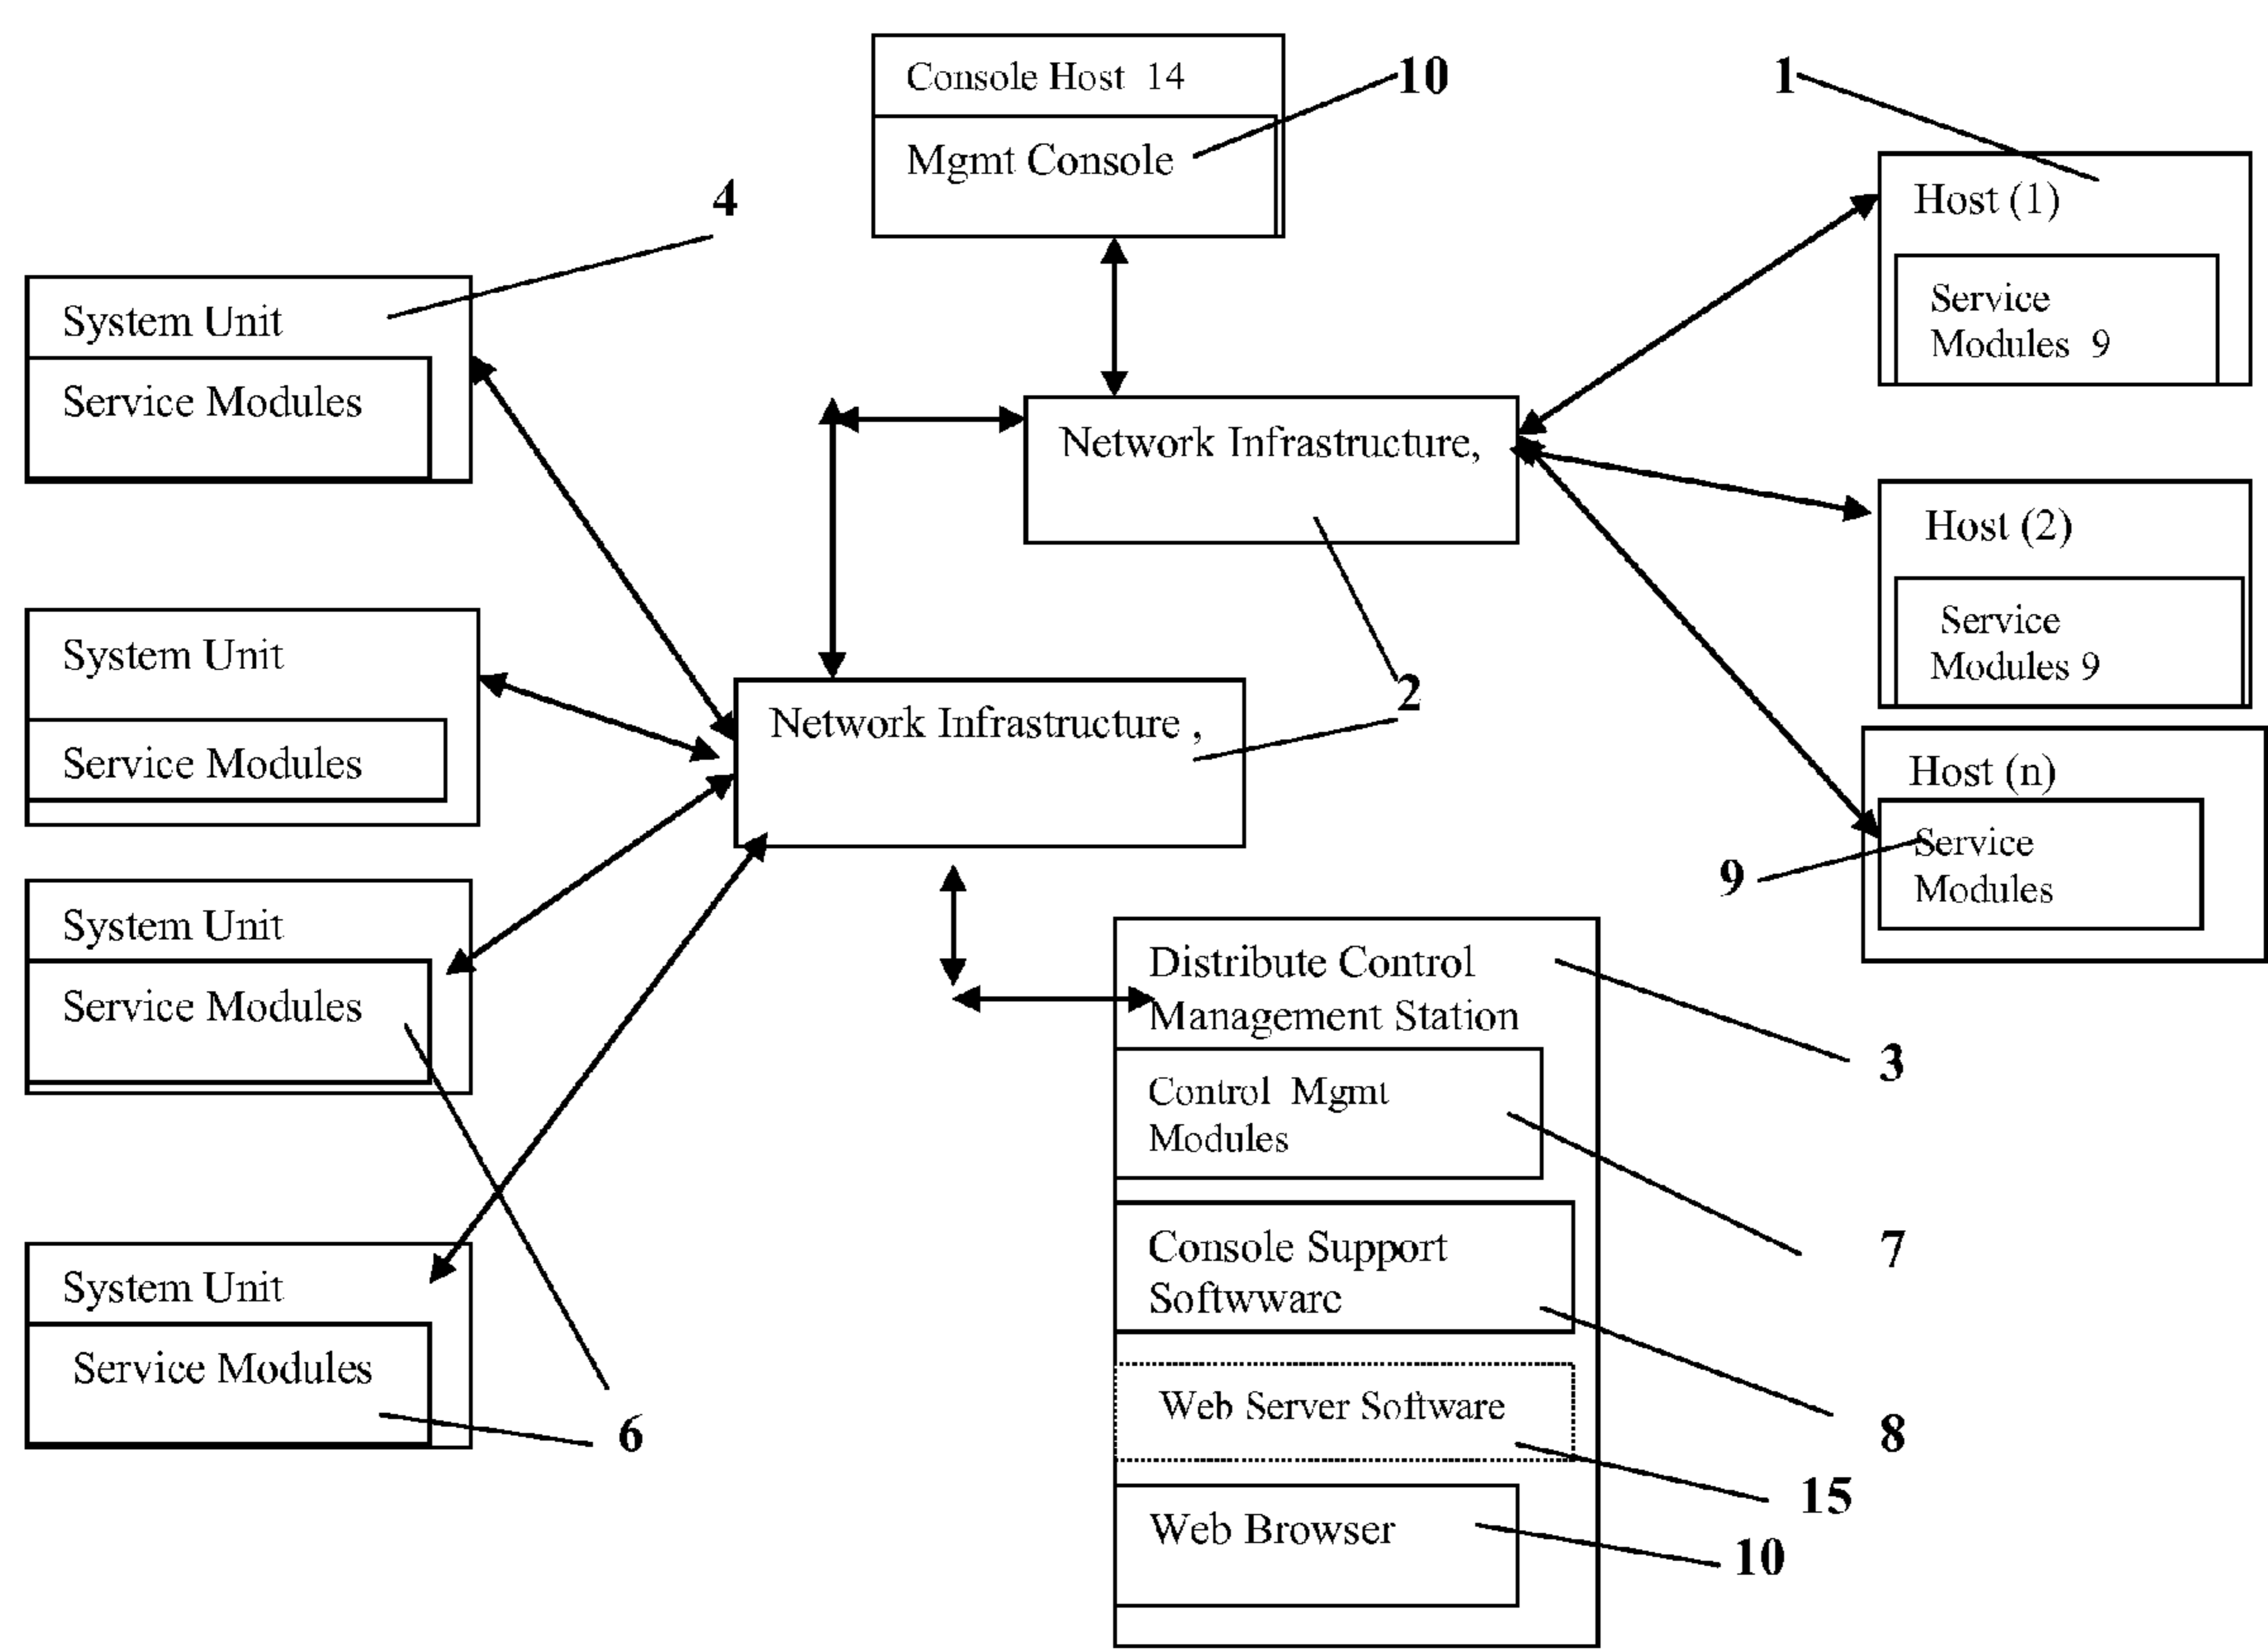 Console Host 14
10
Mgmt Console
1
Host (1)
Service
Modules 9
4
System Unit
Service Modules
Network Infrastructure,
Host (2)
Service
Modules 9
System Unit
Service Modules
Network Infrastructure ,
2
Host (n)
Service
Modules
9
System Unit
Service Modules
Distribute Control
Management Station
3
Control Mgmt
Modules
7
System Unit
Service Modules
6
Console Support
Softwware
8
Web Server Software
15
Web Browser
10